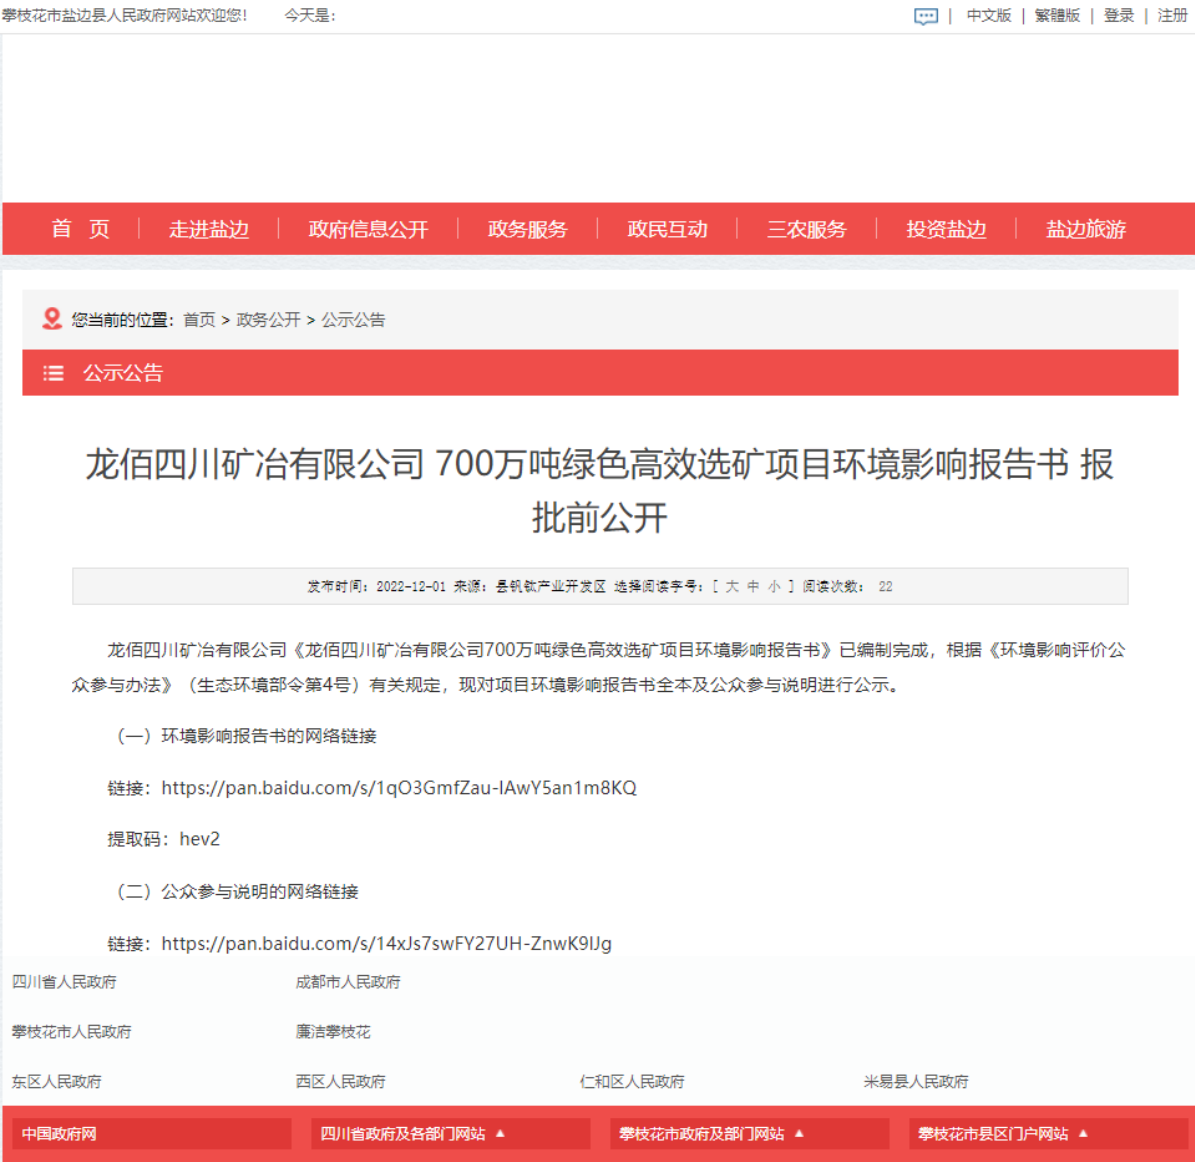 攀枝花市盐边县人民政府网站欢迎您！ 今天是：
| 中文版 | 繁體版 | 登录 | 注册
首 页 走进盐边 政府信息公开 政务服务 政民互动 三农服务 投资盐边 盐边旅游
您当前的位置：首页 > 政务公开 > 公示公告
公示公告
龙佰四川矿冶有限公司 700万吨绿色高效选矿项目环境影响报告书 报
批前公开
发布时间：2022-12-01 来源：县钒钛产业开发区 选择阅读字号：[ 大 中 小 ] 阅读次数： 22
龙佰四川矿冶有限公司《龙佰四川矿冶有限公司700万吨绿色高效选矿项目环境影响报告书》已编制完成，根据《环境影响评价公
众参与办法》（生态环境部令第4号）有关规定，现对项目环境影响报告书全本及公众参与说明进行公示。
（一）环境影响报告书的网络链接
链接：https://pan.baidu.com/s/1qO3GmfZau-IAwY5an1m8KQ
提取码：hev2
（二）公众参与说明的网络链接
链接：https://pan.baidu.com/s/14xJs7swFY27UH-ZnwK9IJg
四川省人民政府 成都市人民政府
攀枝花市人民政府 廉洁攀枝花
东区人民政府 西区人民政府 仁和区人民政府 米易县人民政府
中国政府网 四川省政府及各部门网站 ▲ 攀枝花市政府及部门网站 ▲ 攀枝花市县区门户网站 ▲